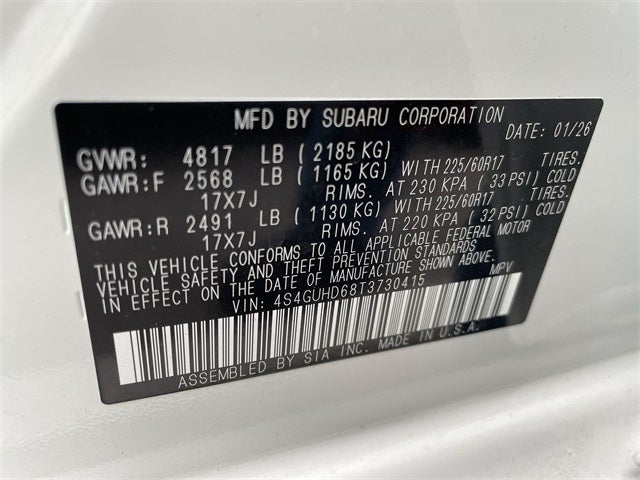 MFD BY SUBARU CORPORATION
DATE: 01/26
GVWR: 4817 LB ( 2185 KG)
GAWR:F 2568 LB ( 1165 KG) WITH 225/60R17 TIRES.
17X7J RIMS. AT 230 KPA ( 33 PSI) COLD
GAWR:R 2491 LB ( 1130 KG) WITH 225/60R17 TIRES.
17X7J RIMS. AT 220 KPA ( 32 PSI) COLD
THIS VEHICLE CONFORMS TO ALL APPLICABLE FEDERAL MOTOR
VEHICLE SAFETY AND THEFT PREVENTION STANDARDS
IN EFFECT ON THE DATE OF MANUFACTURE SHOWN ABOVE.
VIN: 4S4GUHD68T3730415 MPV
ASSEMBLED BY SIA INC. MADE IN U.S.A.